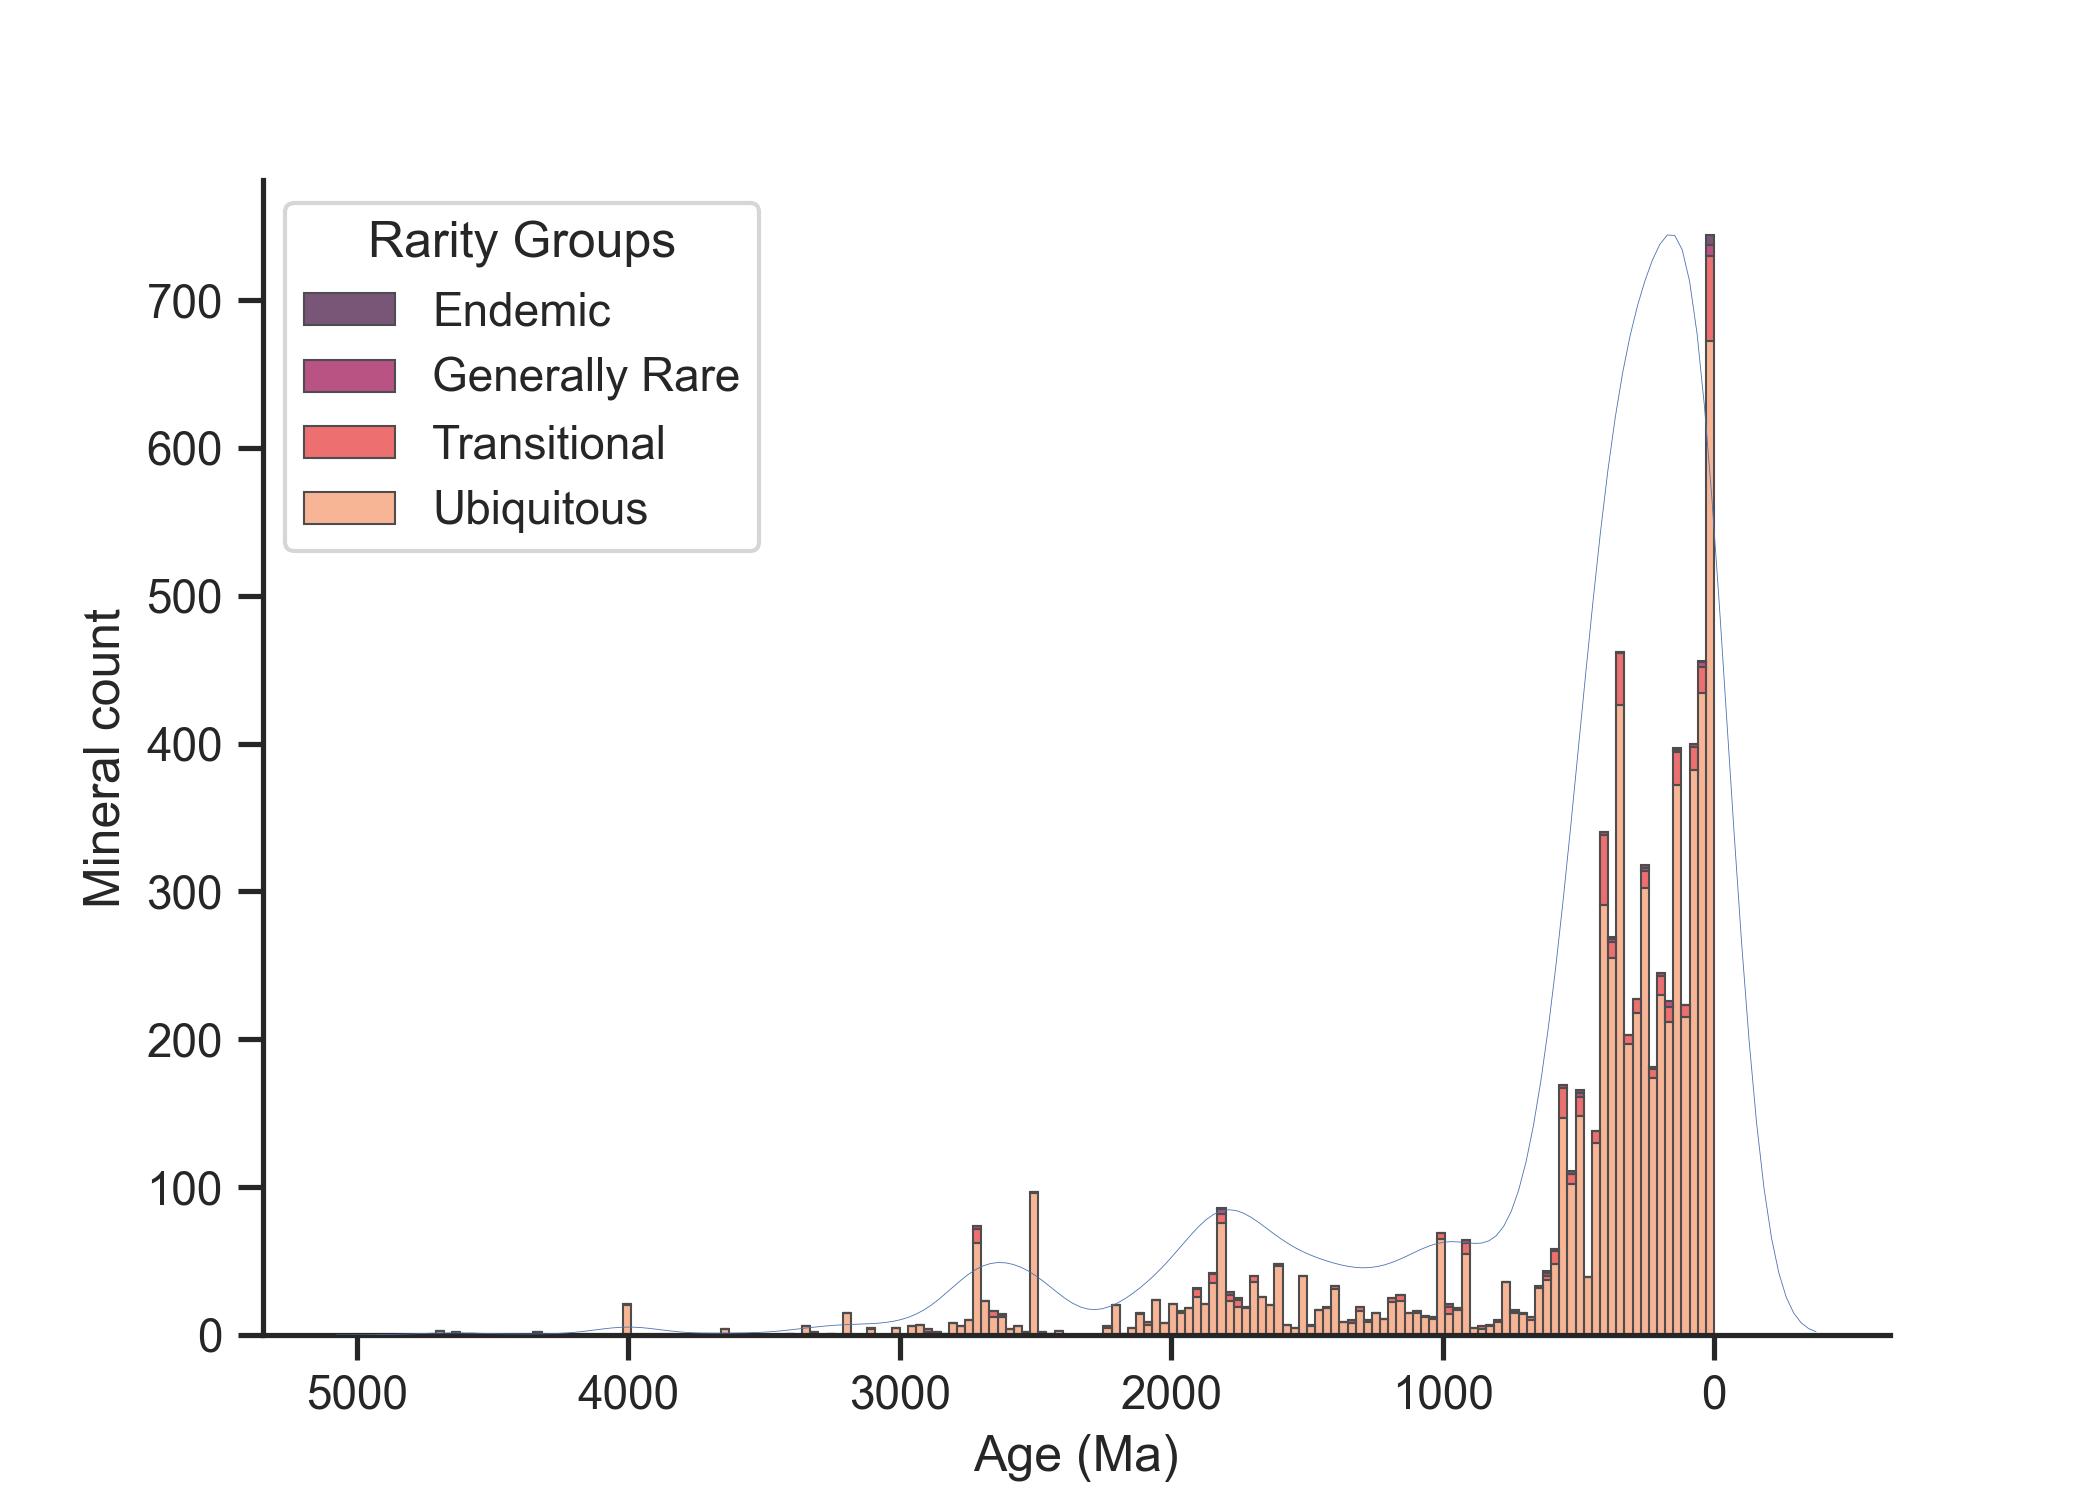 Rarity Groups
Endemic
Generally Rare
Transitional
Ubiquitous
Mineral count
700
600
500
400
300
200
100
0
5000 4000 3000 2000 1000 0
Age (Ma)